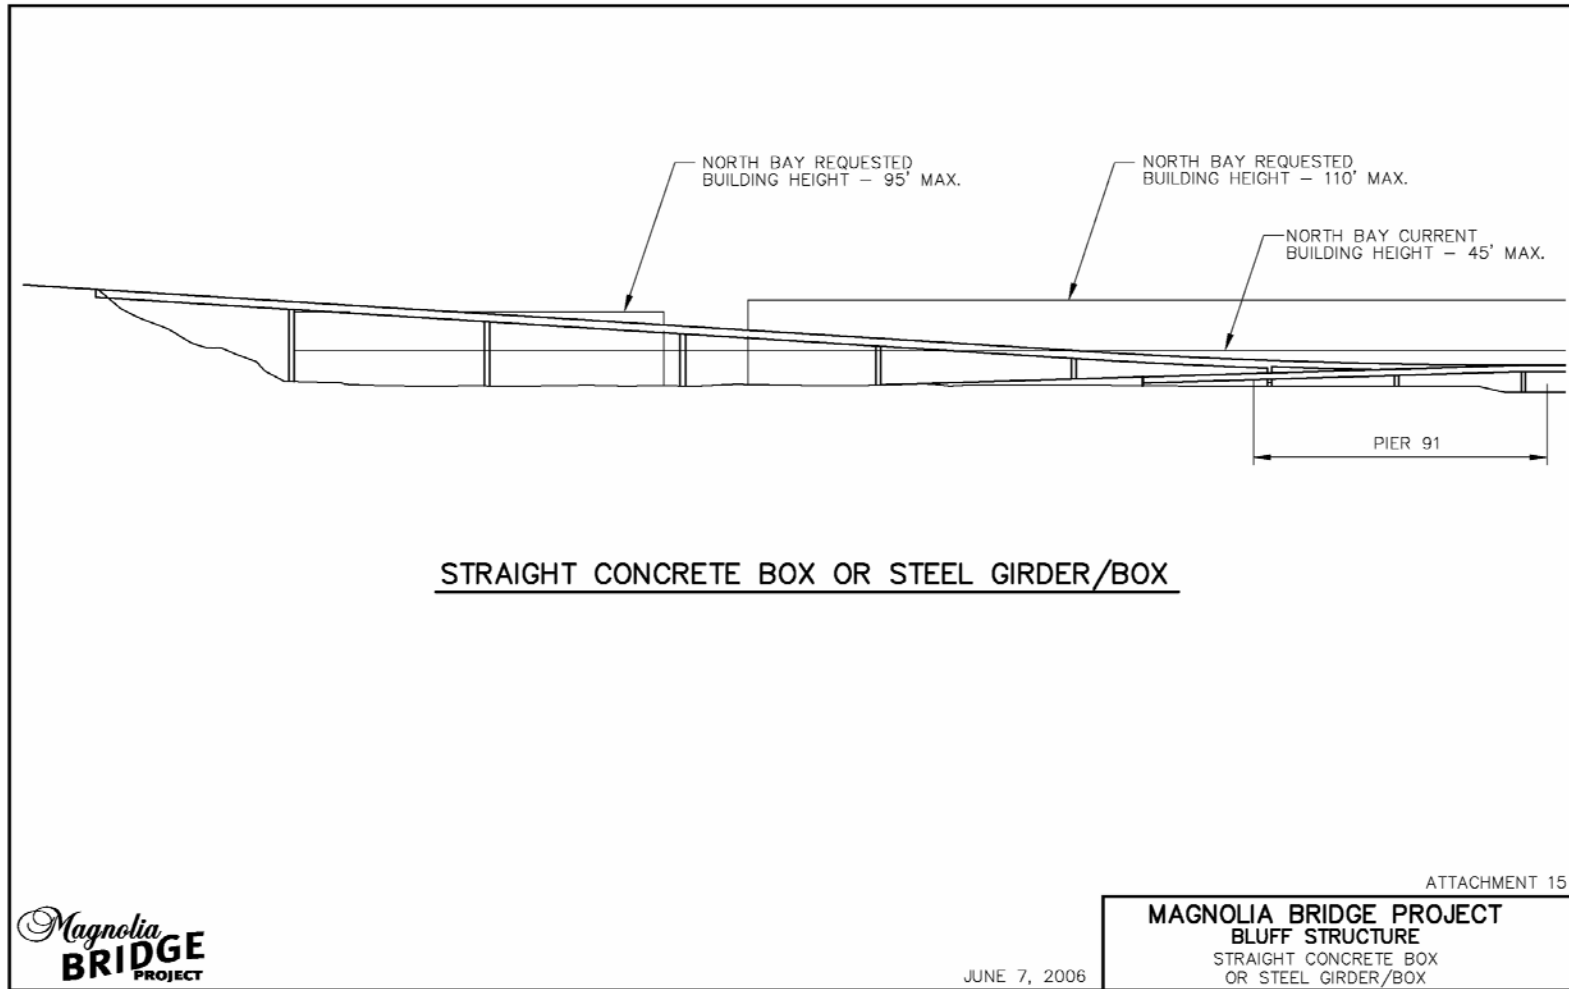 NORTH BAY REQUESTED
BUILDING HEIGHT – 95' MAX.
NORTH BAY REQUESTED
BUILDING HEIGHT – 110' MAX.
NORTH BAY CURRENT
BUILDING HEIGHT – 45' MAX.
PIER 91
STRAIGHT CONCRETE BOX OR STEEL GIRDER/BOX
ATTACHMENT 15
Magnolia
BRIDGE
PROJECT
JUNE 7, 2006
MAGNOLIA BRIDGE PROJECT
BLUFF STRUCTURE
STRAIGHT CONCRETE BOX
OR STEEL GIRDER/BOX